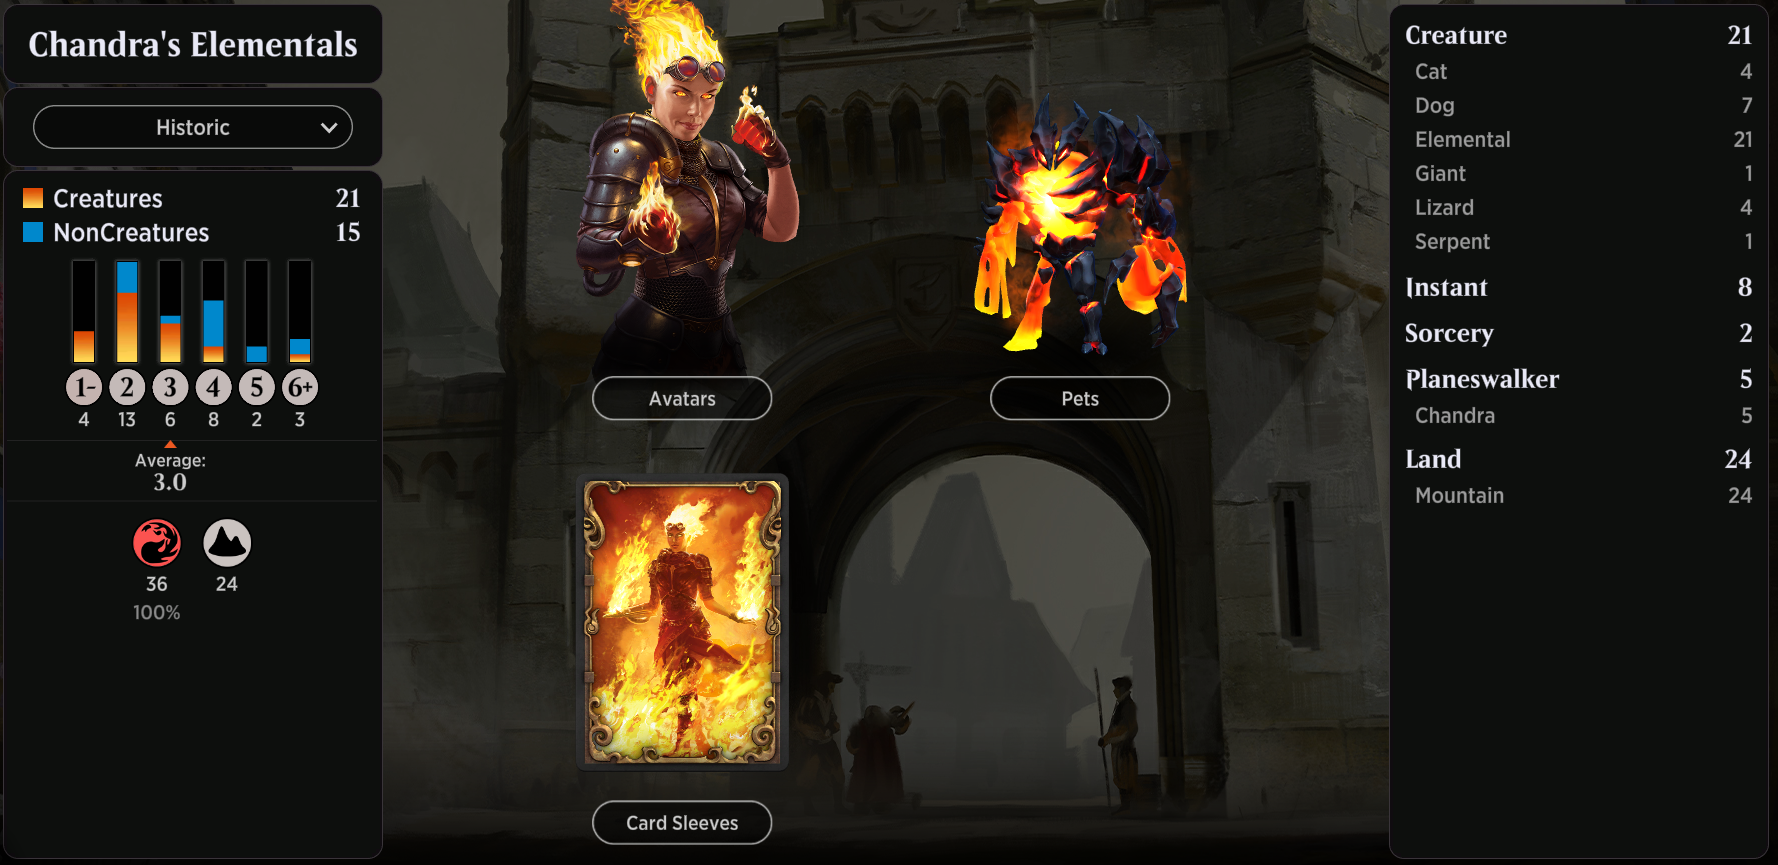 Chandra's Elementals
Historic
Creatures 21
NonCreatures 15
1- 2 3 4 5 6+
4 13 6 8 2 3
Average:
3.0
36 24
100%
Avatars
Pets
Card Sleeves
Creature 21
Cat 4
Dog 7
Elemental 21
Giant 1
Lizard 4
Serpent 1
Instant 8
Sorcery 2
Planeswalker 5
Chandra 5
Land 24
Mountain 24